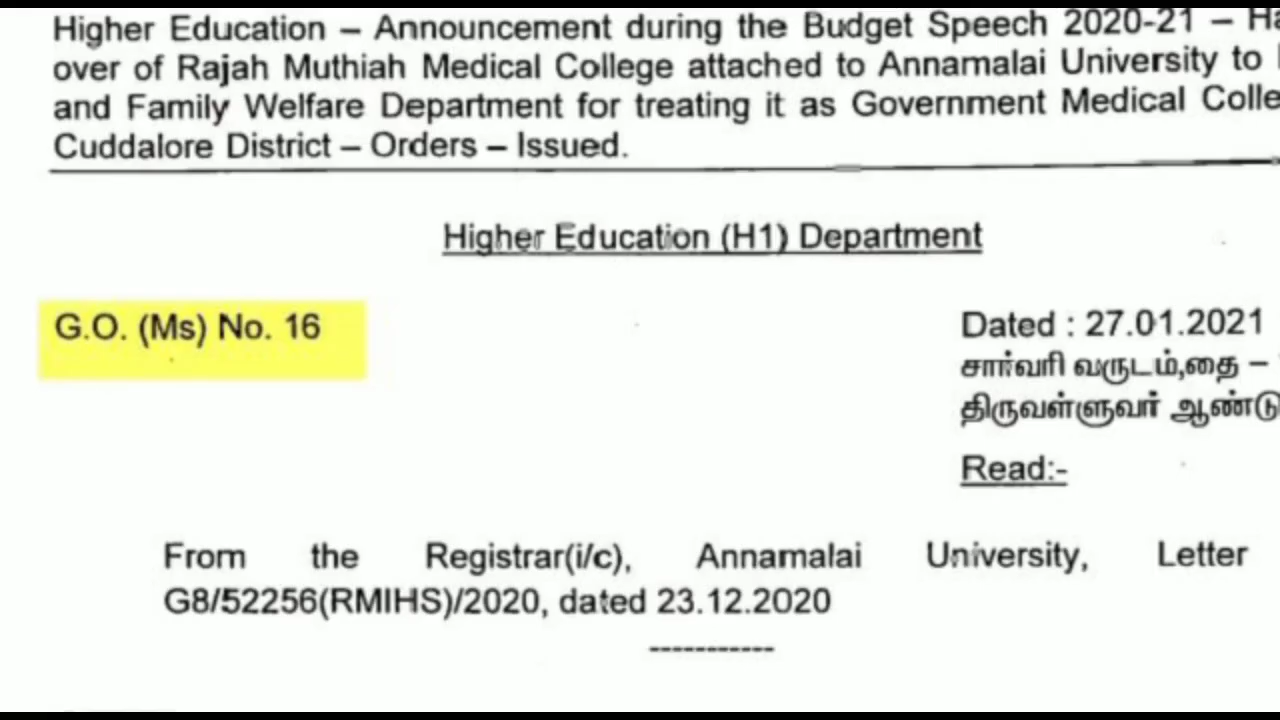 Higher Education – Announcement during the Budget Speech 2020-21 –
over of Rajah Muthiah Medical College attached to Annamalai University to
and Family Welfare Department for treating it as Government Medical
Cuddalore District – Orders – Issued.
Higher Education (H1) Department
G.O. (Ms) No. 16
Dated : 27.01.2021
சார்வரி வருடம்,தை –
திருவள்ளுவர் ஆண்டு
Read:-
From the Registrar(i/c), Annamalai University, Letter
G8/52256(RMIHS)/2020, dated 23.12.2020
-----------